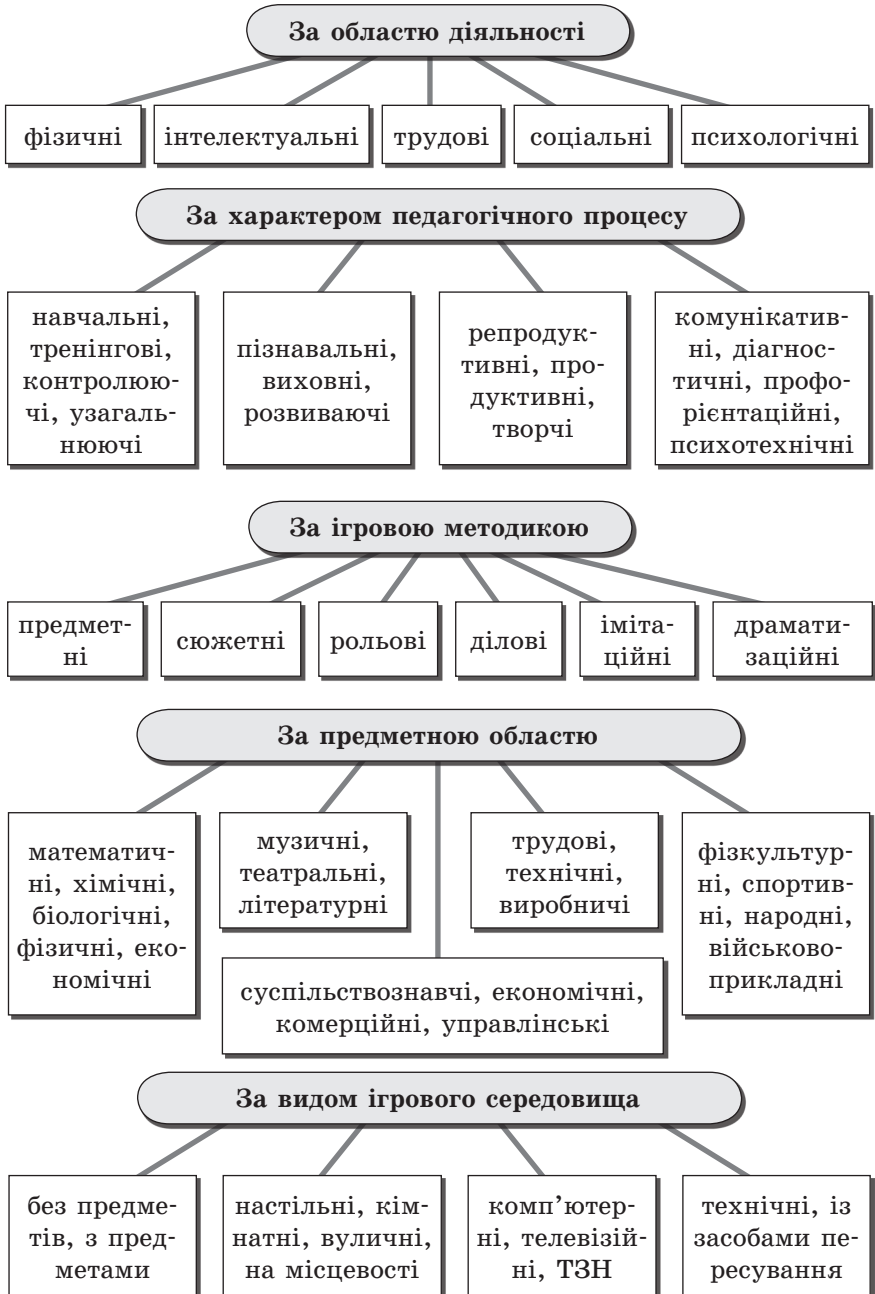 За областю діяльності
фізичні
інтелектуальні
трудові
соціальні
психологічні
За характером педагогічного процесу
навчальні,
тренінгові,
контролюю-
чі, узагаль-
нюючі
пізнавальні,
виховні,
розвиваючі
репродук-
тивні, про-
дуктивні,
творчі
комунікатив-
ні, діагнос-
тичні, профо-
рієнтаційні,
психотехнічні
За ігровою методикою
предмет-
ні
сюжетні
рольові
ділові
іміта-
ційні
драмати-
заційні
За предметною областю
математич-
ні, хімічні,
біологічні,
фізичні, еко-
номічні
музичні,
театральні,
літературні
трудові,
технічні,
виробничі
фізкультур-
ні, спортив-
ні, народні,
військово-
прикладні
суспільствознавчі, економічні,
комерційні, управлінські
За видом ігрового середовища
без предме-
тів, з пред-
метами
настільні, кім-
натні, вуличні,
на місцевості
комп’ютер-
ні, телевізій-
ні, ТЗН
технічні, із
засобами пе-
ресування